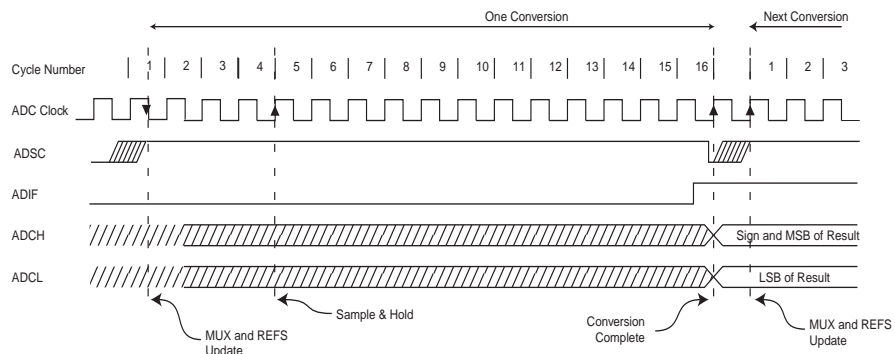 One Conversion
Next Conversion
Cycle Number
1 2 3 4 5 6 7 8 9 10 11 12 13 14 15 16 1 2 3
ADC Clock
ADSC
ADIF
ADCH
Sign and MSB of Result
ADCL
LSB of Result
MUX and REFS
Update
Sample & Hold
Conversion
Complete
MUX and REFS
Update